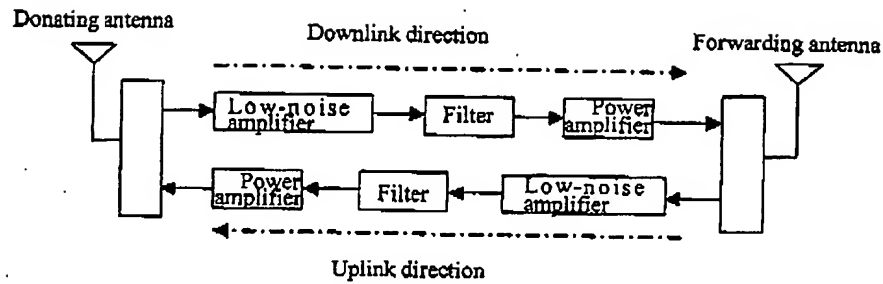 Donating antenna
Downlink direction
Forwarding antenna
Low-noise
amplifier
Filter
Power
amplifier
Power
amplifier
Filter
Low-noise
amplifier
Uplink direction